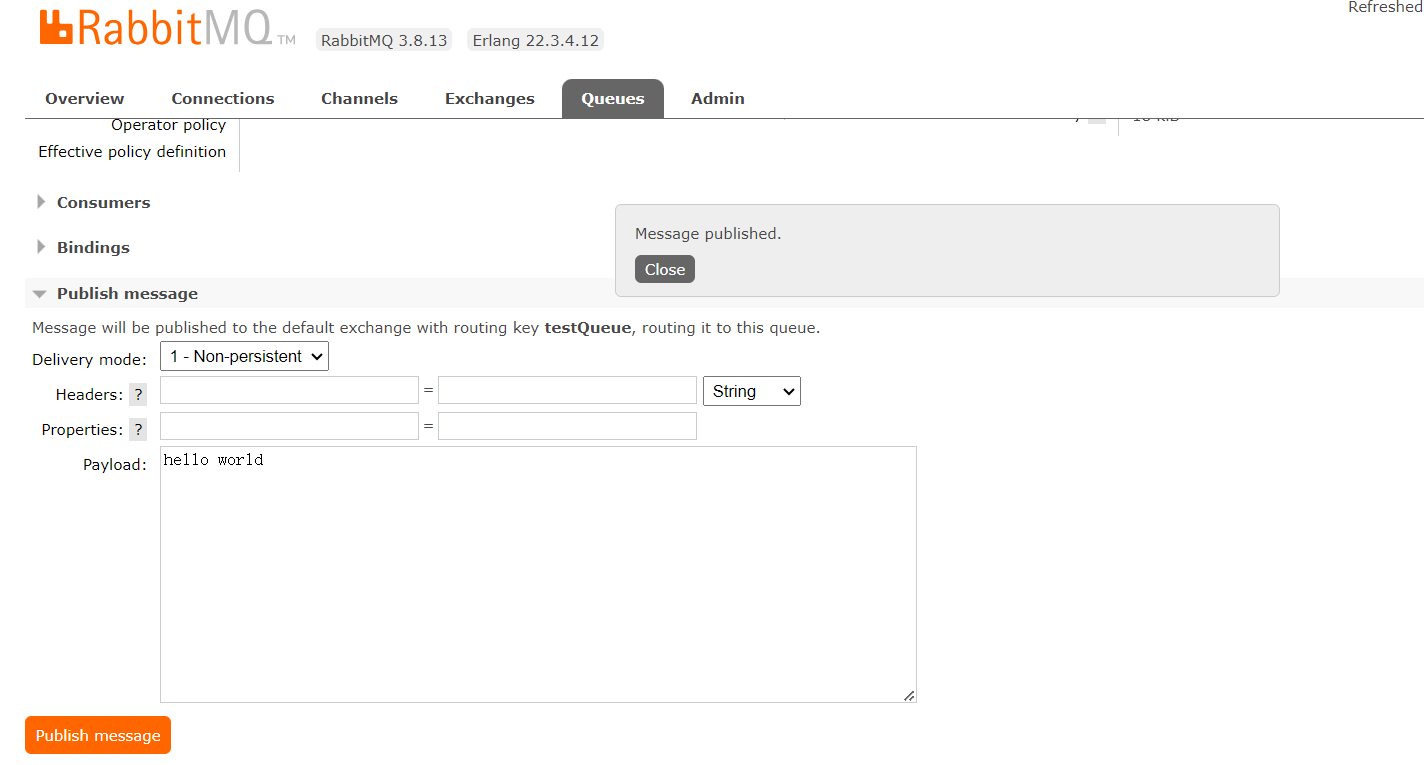 Refreshed
RabbitMQ TM RabbitMQ 3.8.13 Erlang 22.3.4.12
Overview Connections Channels Exchanges Queues Admin
Operator policy
Effective policy definition
Consumers
Message published.
Bindings
Close
Publish message
Message will be published to the default exchange with routing key testQueue, routing it to this queue.
Delivery mode: 1 - Non-persistent
Headers: ? = String
Properties: ? =
Payload: hello world
Publish message